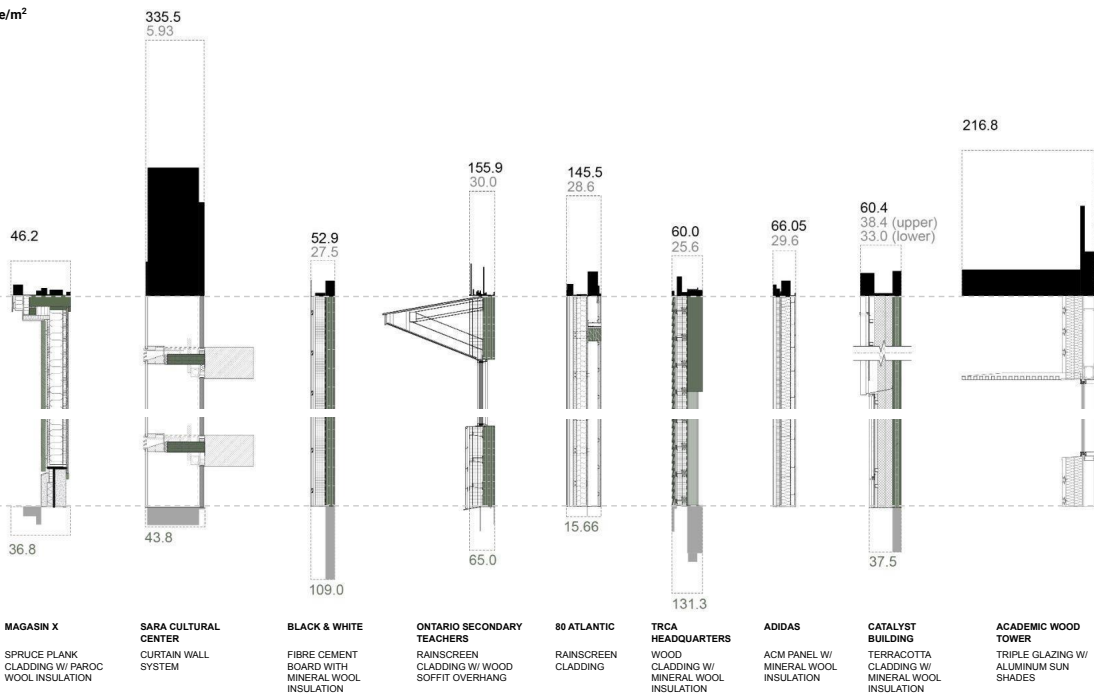 e/m²
335.5
5.93
216.8
155.9
30.0
145.5
28.6
60.4
38.4 (upper)
33.0 (lower)
66.05
29.6
60.0
25.6
46.2
52.9
27.5
36.8
43.8
109.0
65.0
15.66
131.3
37.5
MAGASIN X
SPRUCE PLANK
CLADDING W/ PAROC
WOOL INSULATION
SARA CULTURAL
CENTER
CURTAIN WALL
SYSTEM
BLACK & WHITE
FIBRE CEMENT
BOARD WITH
MINERAL WOOL
INSULATION
ONTARIO SECONDARY
TEACHERS
RAINSCREEN
CLADDING W/ WOOD
SOFFIT OVERHANG
80 ATLANTIC
RAINSCREEN
CLADDING
TRCA
HEADQUARTERS
WOOD
CLADDING W/
MINERAL WOOL
INSULATION
ADIDAS
ACM PANEL W/
MINERAL WOOL
INSULATION
CATALYST
BUILDING
TERRACOTTA
CLADDING W/
MINERAL WOOL
INSULATION
ACADEMIC WOOD
TOWER
TRIPLE GLAZING W/
ALUMINUM SUN
SHADES